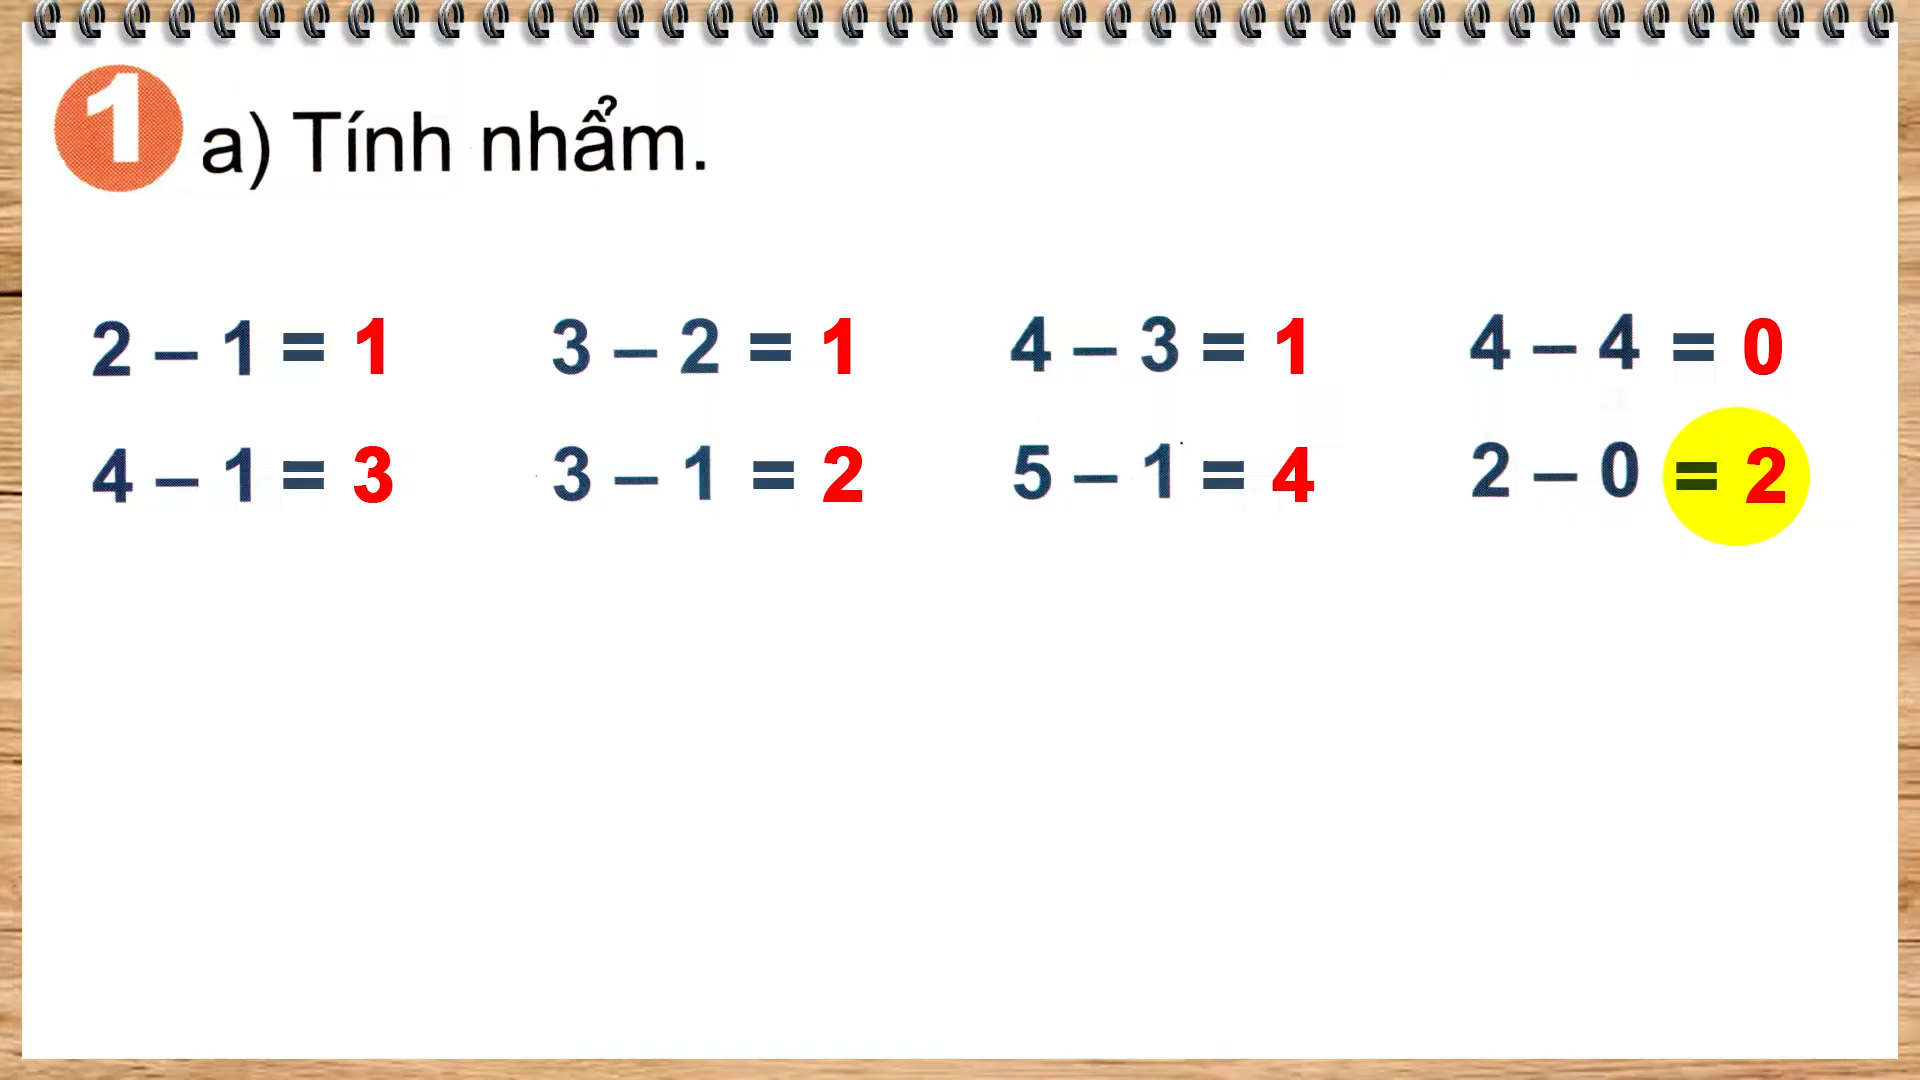 1 a) Tính nhẩm.
2 – 1 = 1 3 – 2 = 1 4 – 3 = 1 4 – 4 = 0
4 – 1 = 3 3 – 1 = 2 5 – 1 = 4 2 – 0 = 2